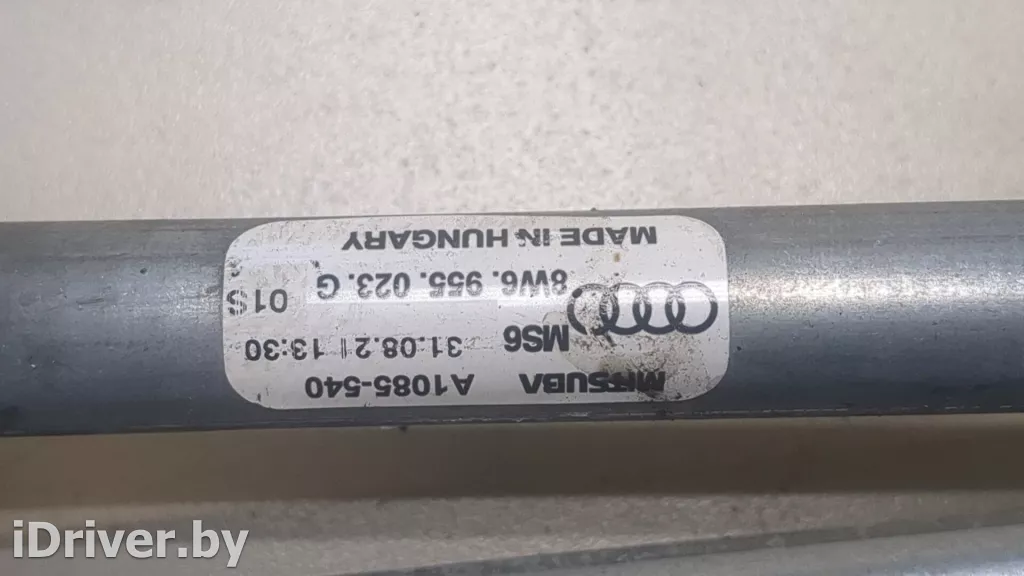 MITSUBA A1085-540
MS6 31.08.21 13:30
8W6. 955. 023. G 01S
MADE IN HUNGARY
iDriver.by